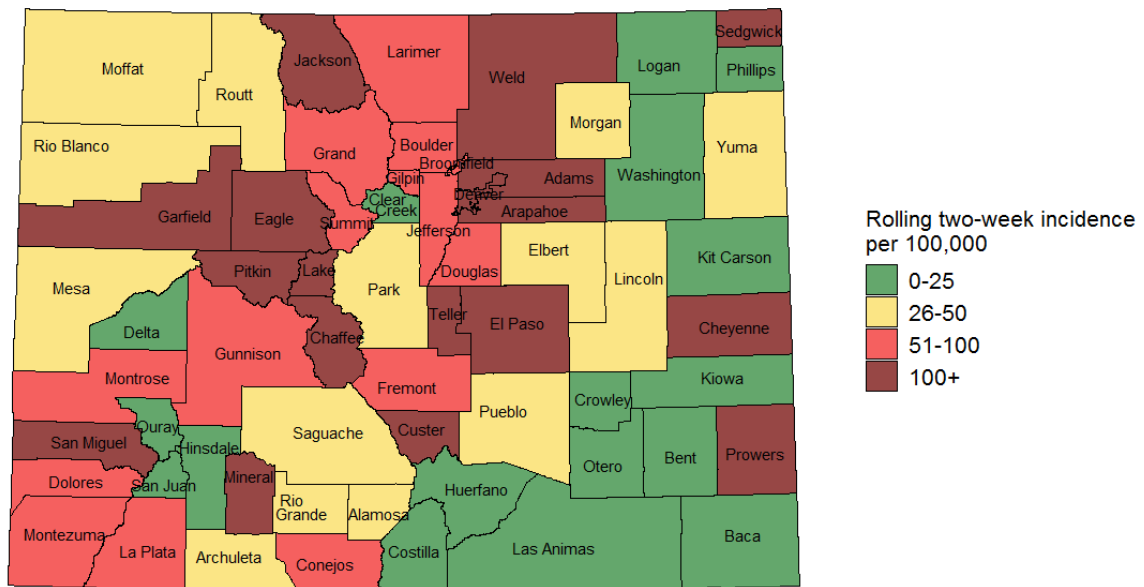 Moffat
Routt
Jackson
Larimer
Weld
Logan
Sedgwick
Phillips
Rio Blanco
Grand
Boulder
Broomfield
Morgan
Yuma
Washington
Gilpin
Clear
Creek
Adams
Denver
Arapahoe
Garfield
Eagle
Summit
Jefferson
Douglas
Elbert
Lincoln
Kit Carson
Mesa
Pitkin
Lake
Park
Delta
Gunnison
Chaffee
Teller
El Paso
Cheyenne
Montrose
Fremont
Kiowa
Crowley
Pueblo
Ouray
Hinsdale
Saguache
Custer
San Miguel
Otero
Bent
Prowers
Dolores
San Juan
Mineral
Rio
Grande
Alamosa
Huerfano
Montezuma
La Plata
Archuleta
Conejos
Costilla
Las Animas
Baca
Rolling two-week incidence
per 100,000
0-25
26-50
51-100
100+